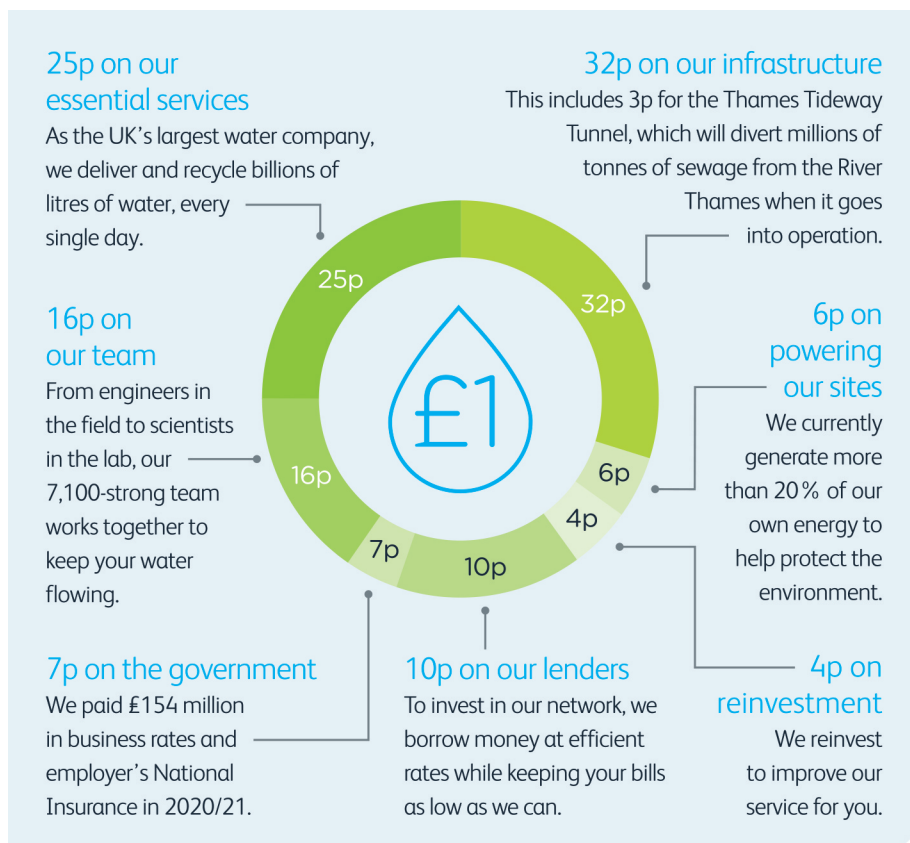 25p on our
essential services
As the UK's largest water company,
we deliver and recycle billions of
litres of water, every
single day.
32p on our infrastructure
This includes 3p for the Thames Tideway
Tunnel, which will divert millions of
tonnes of sewage from the River
Thames when it goes
into operation.
25p
32p
16p on
our team
From engineers in
the field to scientists
in the lab, our
7,100-strong team
works together to
keep your water
flowing.
£1
6p on
powering
our sites
We currently
generate more
than 20% of our
own energy to
help protect the
environment.
16p
6p
4p
7p
10p
7p on the government
We paid £154 million
in business rates and
employer's National
Insurance in 2020/21.
10p on our lenders
To invest in our network, we
borrow money at efficient
rates while keeping your bills
as low as we can.
4p on
reinvestment
We reinvest
to improve our
service for you.